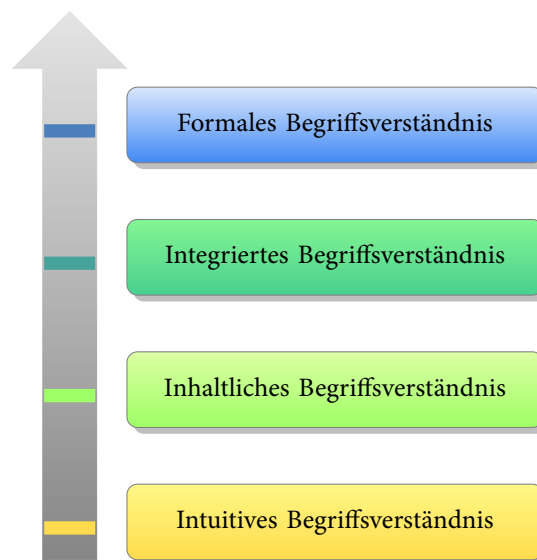 Formales Begriffsverständnis
Integriertes Begriffsverständnis
Inhaltliches Begriffsverständnis
Intuitives Begriffsverständnis